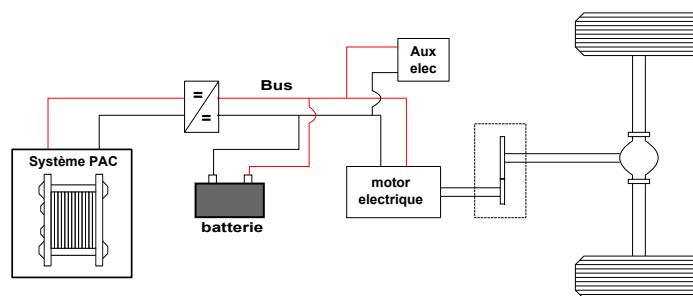 Aux
elec
Bus
=
=
Système PAC
motor
electrique
batterie